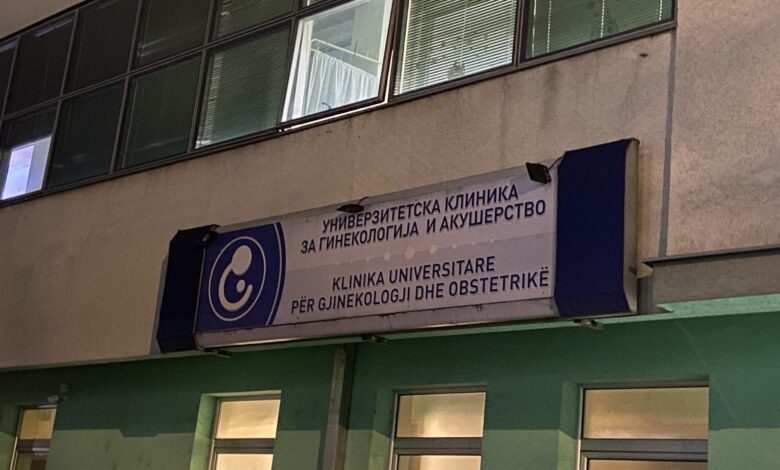 УНИВЕРЗИТЕТСКА КЛИНИКА
ЗА ГИНЕКОЛОГИЈА И АКУШЕРСТВО
KLINIKA UNIVERSITARE
PËR GJINEKOLOGJI DHE OBSTETRIKË